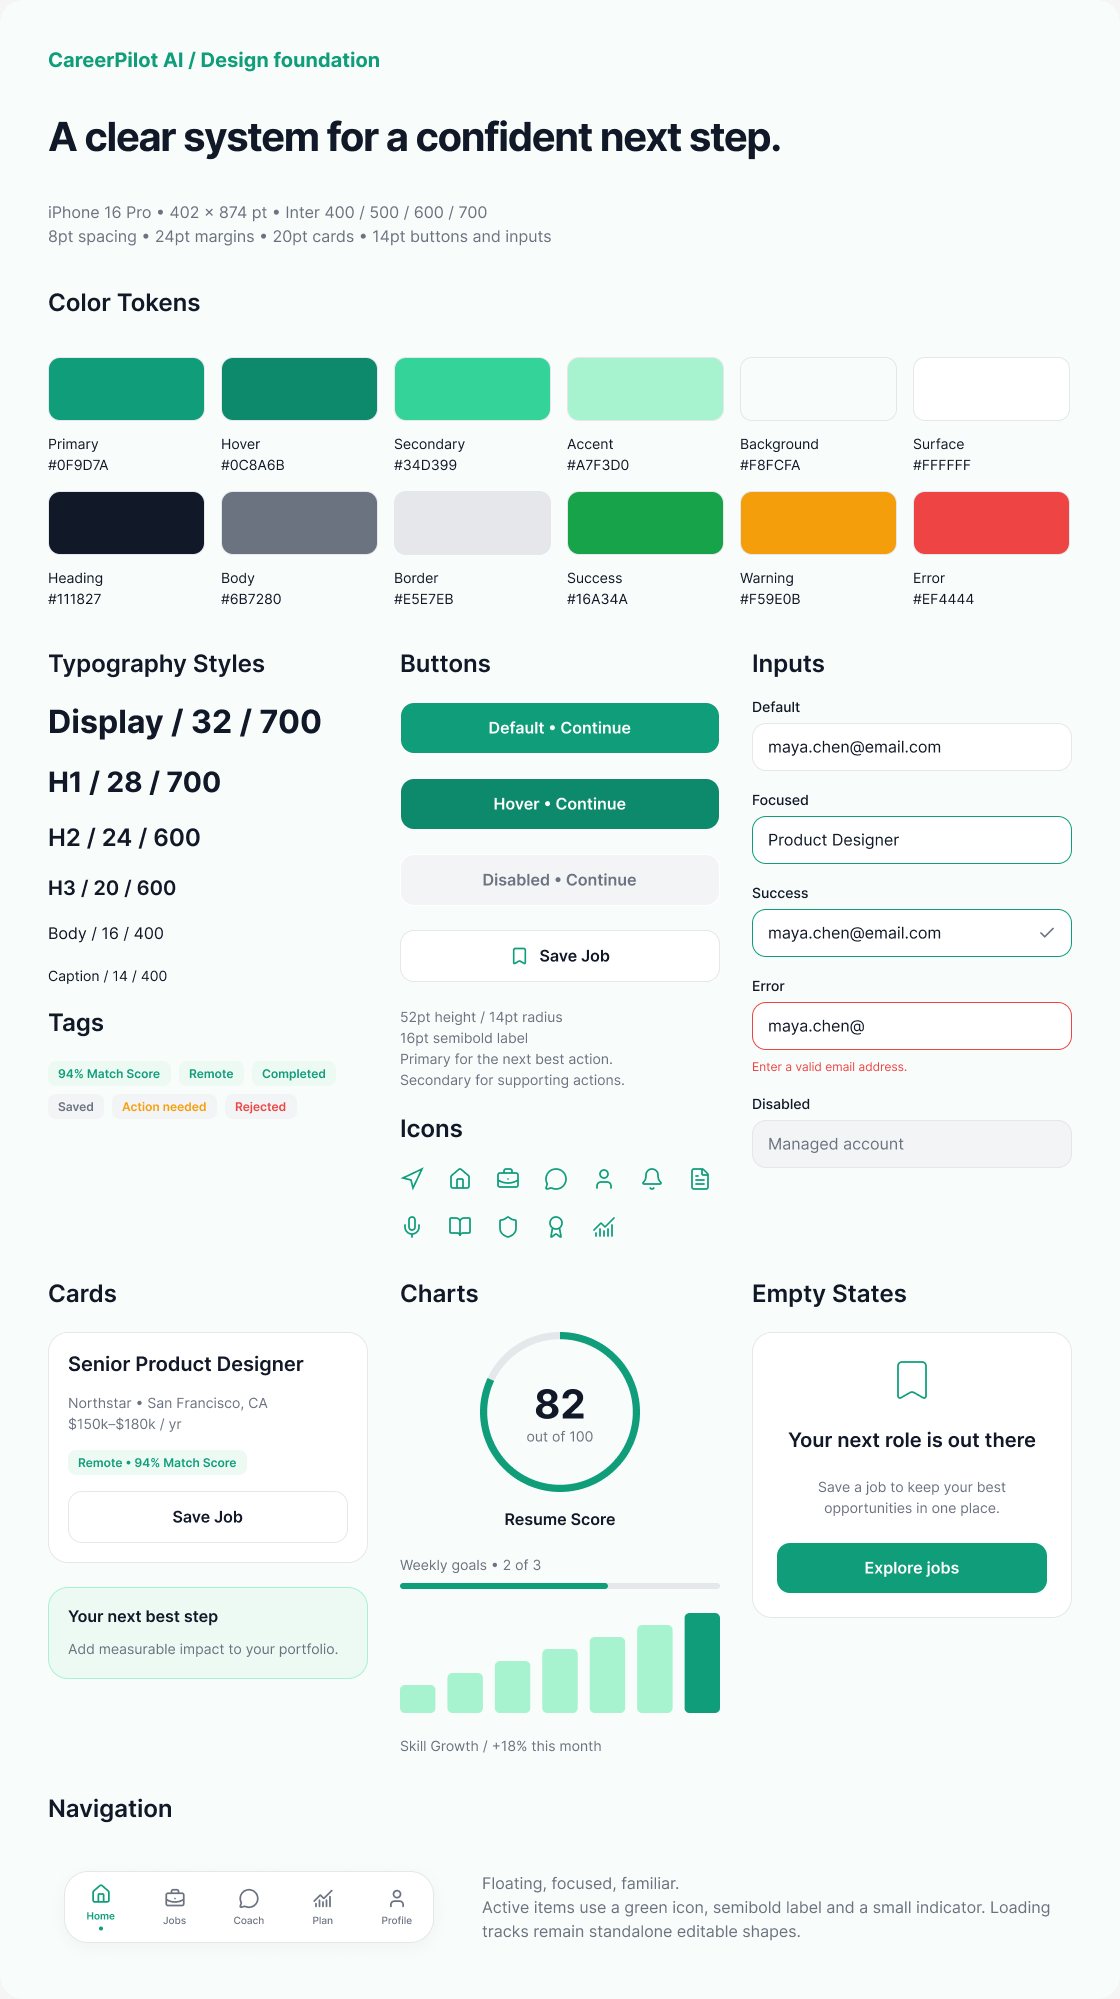 CareerPilot AI / Design foundation
A clear system for a confident next step.
iPhone 16 Pro • 402 × 874 pt • Inter 400 / 500 / 600 / 700
8pt spacing • 24pt margins • 20pt cards • 14pt buttons and inputs
Color Tokens
Primary
#0F9D7A
Hover
#0C8A6B
Secondary
#34D399
Accent
#A7F3D0
Background
#F8FCFA
Surface
#FFFFFF
Heading
#111827
Body
#6B7280
Border
#E5E7EB
Success
#16A34A
Warning
#F59E0B
Error
#EF4444
Typography Styles
Display / 32 / 700
H1 / 28 / 700
H2 / 24 / 600
H3 / 20 / 600
Body / 16 / 400
Caption / 14 / 400
Tags
94% Match Score
Remote
Completed
Saved
Action needed
Rejected
Buttons
Default • Continue
Hover • Continue
Disabled • Continue
Save Job
52pt height / 14pt radius
16pt semibold label
Primary for the next best action.
Secondary for supporting actions.
Icons
Inputs
Default
maya.chen@email.com
Focused
Product Designer
Success
maya.chen@email.com
Error
maya.chen@
Enter a valid email address.
Disabled
Managed account
Cards
Senior Product Designer
Northstar • San Francisco, CA
$150k–$180k / yr
Remote • 94% Match Score
Save Job
Your next best step
Add measurable impact to your portfolio.
Charts
82
out of 100
Resume Score
Weekly goals • 2 of 3
Skill Growth / +18% this month
Empty States
Your next role is out there
Save a job to keep your best
opportunities in one place.
Explore jobs
Navigation
Home
Jobs
Coach
Plan
Profile
Floating, focused, familiar.
Active items use a green icon, semibold label and a small indicator. Loading
tracks remain standalone editable shapes.